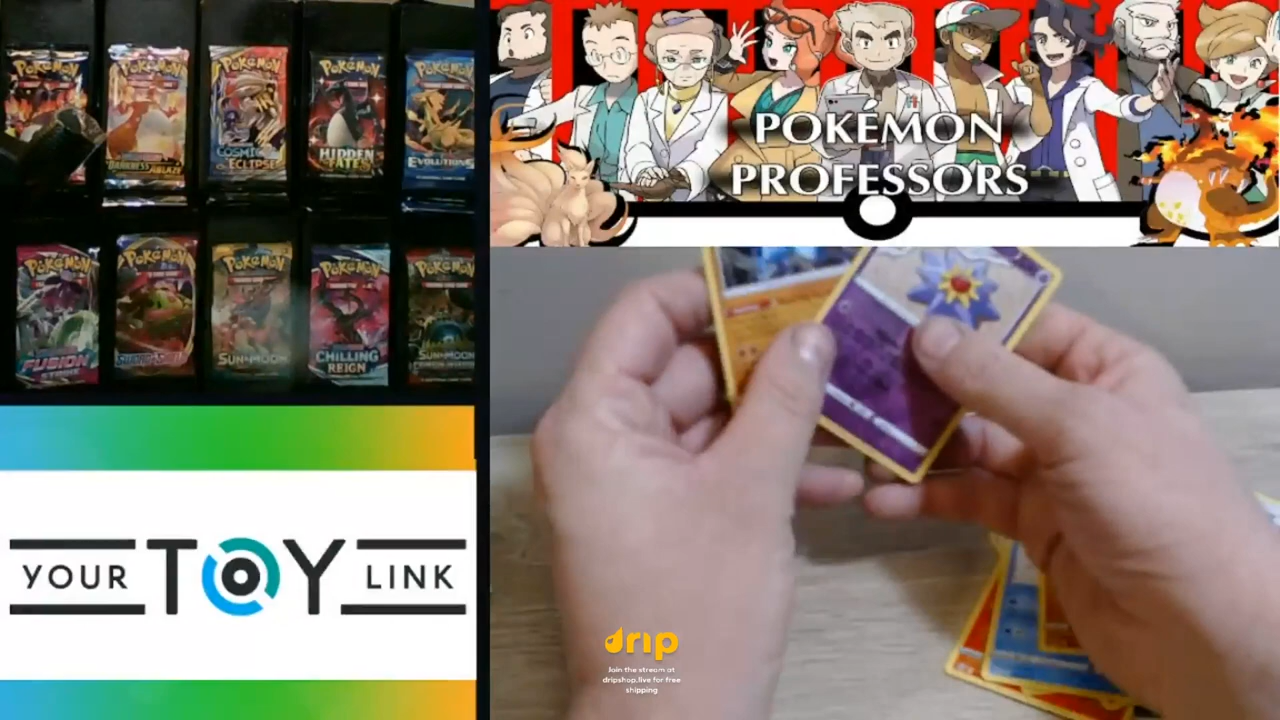 POKÉMON
POKÉMON
POKÉMON
POKÉMON
POKÉMON
DARKNESS ABLAZE
COSMIC
ECLIPSE
HIDDEN
FATES
EVOLUTIONS
POKÉMON
POKÉMON
POKÉMON
POKÉMON
POKÉMON
FUSION
STRIKE
SWORD & SHIELD
SUN & MOON
CHILLING
REIGN
SUN & MOON
YOUR TOY LINK
POKÉMON
PROFESSORS
drip
Join the stream at
dripshop.live for free
shipping